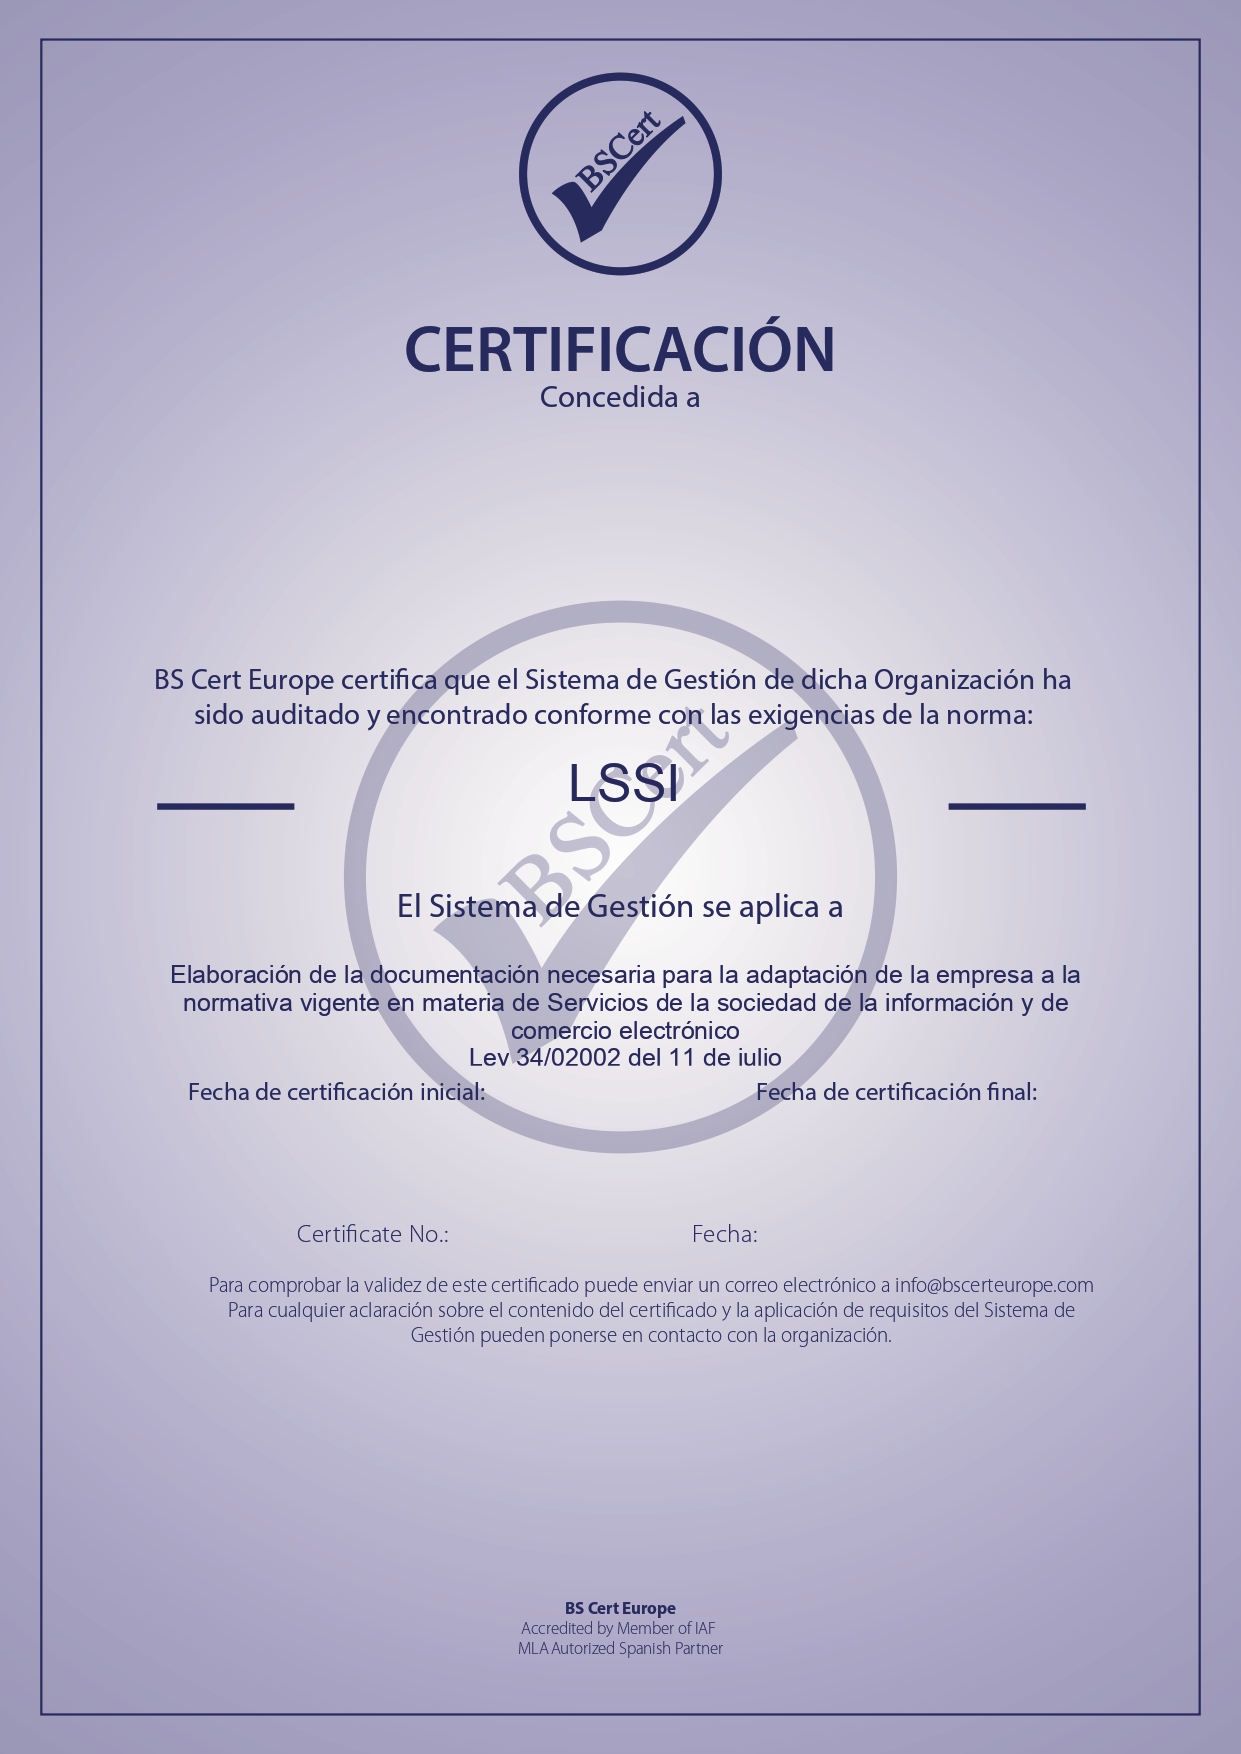 BSCert
CERTIFICACIÓN
Concedida a
BS Cert Europe certifica que el Sistema de Gestión de dicha Organización ha
sido auditado y encontrado conforme con las exigencias de la norma:
LSSI
BSCert
El Sistema de Gestión se aplica a
Elaboración de la documentación necesaria para la adaptación de la empresa a la
normativa vigente en materia de Servicios de la sociedad de la información y de
comercio electrónico
Ley 34/02002 del 11 de julio
Fecha de certificación inicial: Fecha de certificación final:
Certificate No.: Fecha:
Para comprobar la validez de este certificado puede enviar un correo electrónico a info@bscerteurope.com
Para cualquier aclaración sobre el contenido del certificado y la aplicación de requisitos del Sistema de
Gestión pueden ponerse en contacto con la organización.
BS Cert Europe
Accredited by Member of IAF
MLA Autorized Spanish Partner